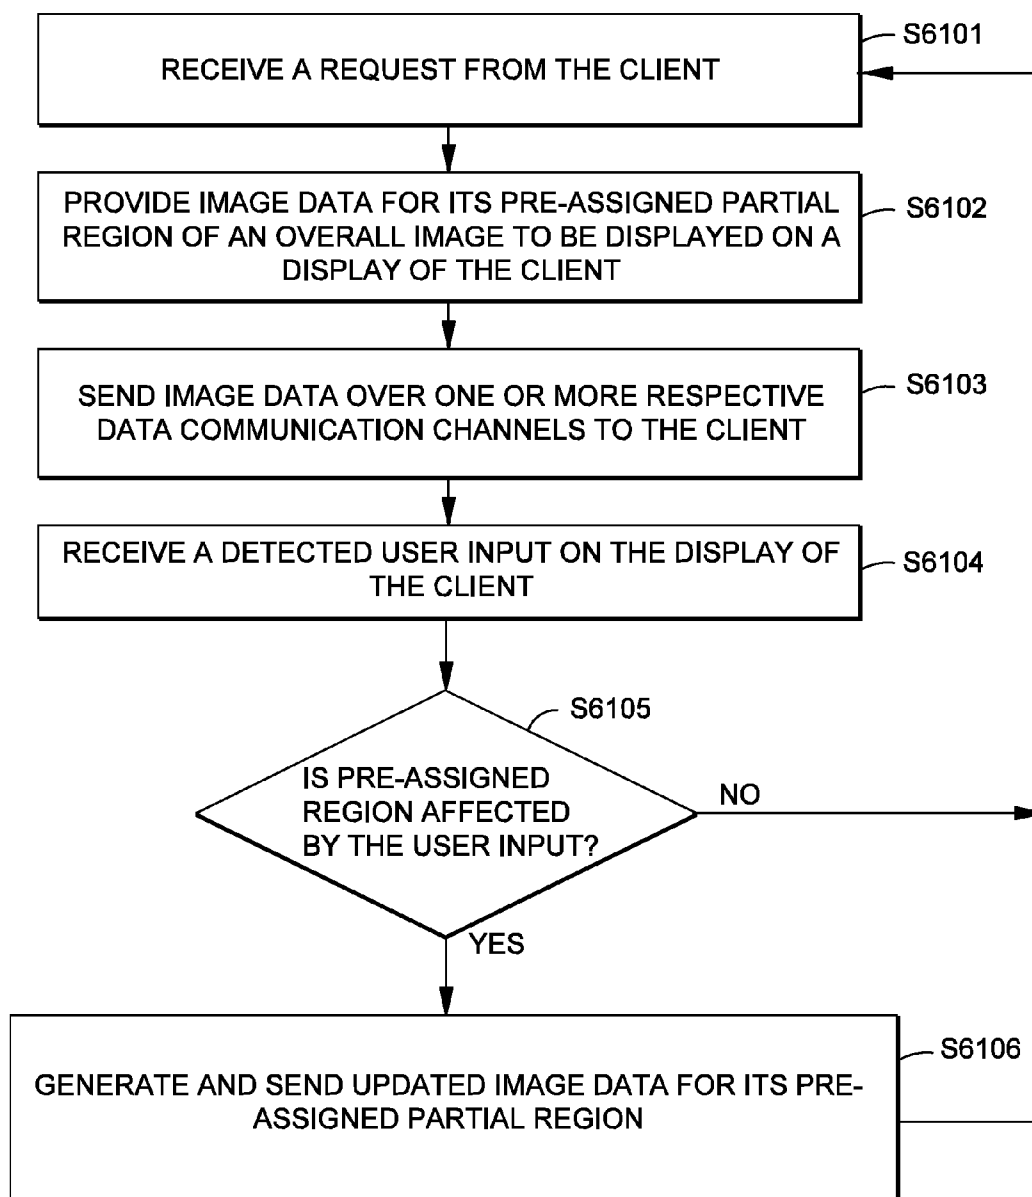 S6101
RECEIVE A REQUEST FROM THE CLIENT
PROVIDE IMAGE DATA FOR ITS PRE-ASSIGNED PARTIAL
REGION OF AN OVERALL IMAGE TO BE DISPLAYED ON A
DISPLAY OF THE CLIENT
S6102
SEND IMAGE DATA OVER ONE OR MORE RESPECTIVE
DATA COMMUNICATION CHANNELS TO THE CLIENT
S6103
RECEIVE A DETECTED USER INPUT ON THE DISPLAY OF
THE CLIENT
S6104
S6105
IS PRE-ASSIGNED
REGION AFFECTED
BY THE USER INPUT?
NO
YES
S6106
GENERATE AND SEND UPDATED IMAGE DATA FOR ITS PRE-
ASSIGNED PARTIAL REGION